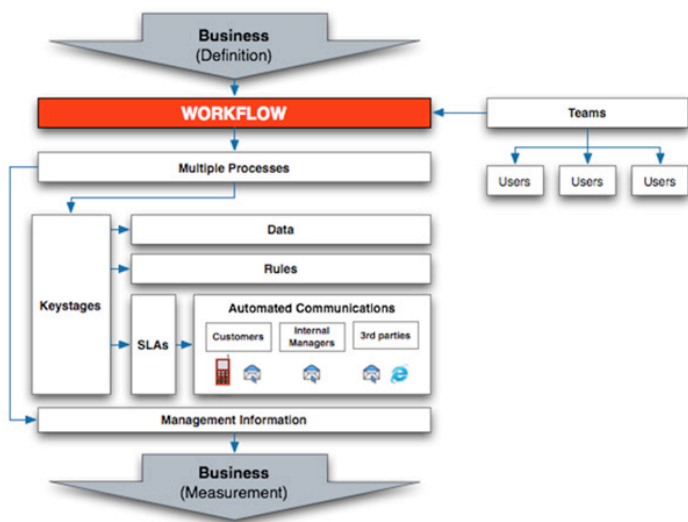 Business
(Definition)
WORKFLOW
Teams
Multiple Processes
Users
Users
Users
Data
Rules
Keystages
SLAs
Automated Communications
Customers
Internal
Managers
3rd parties
Management Information
Business
(Measurement)